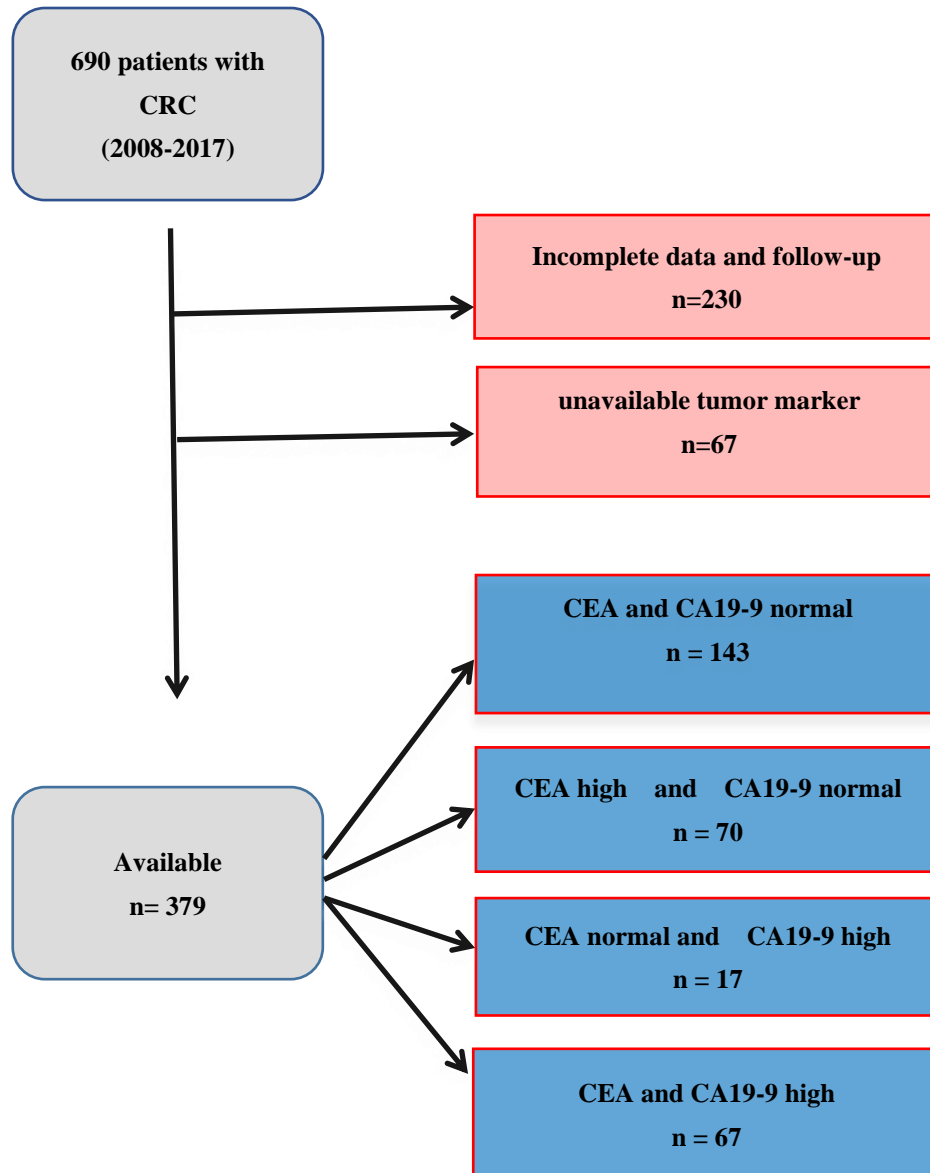 690 patients with
CRC
(2008-2017)
Incomplete data and follow-up
n=230
unavailable tumor marker
n=67
CEA and CA19-9 normal
n = 143
CEA high and CA19-9 normal
n = 70
Available
n= 379
CEA normal and CA19-9 high
n = 17
CEA and CA19-9 high
n = 67